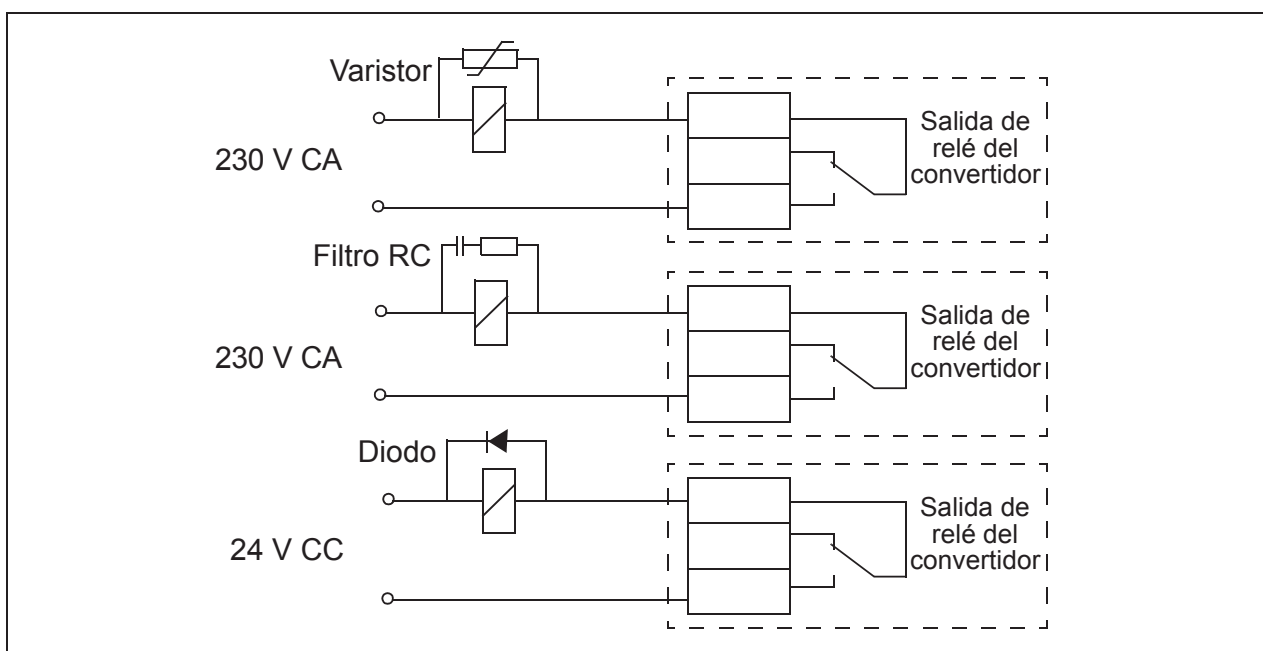 Varistor
230 V CA
Salida de
relé del
convertidor
Filtro RC
230 V CA
Salida de
relé del
convertidor
Diodo
24 V CC
Salida de
relé del
convertidor